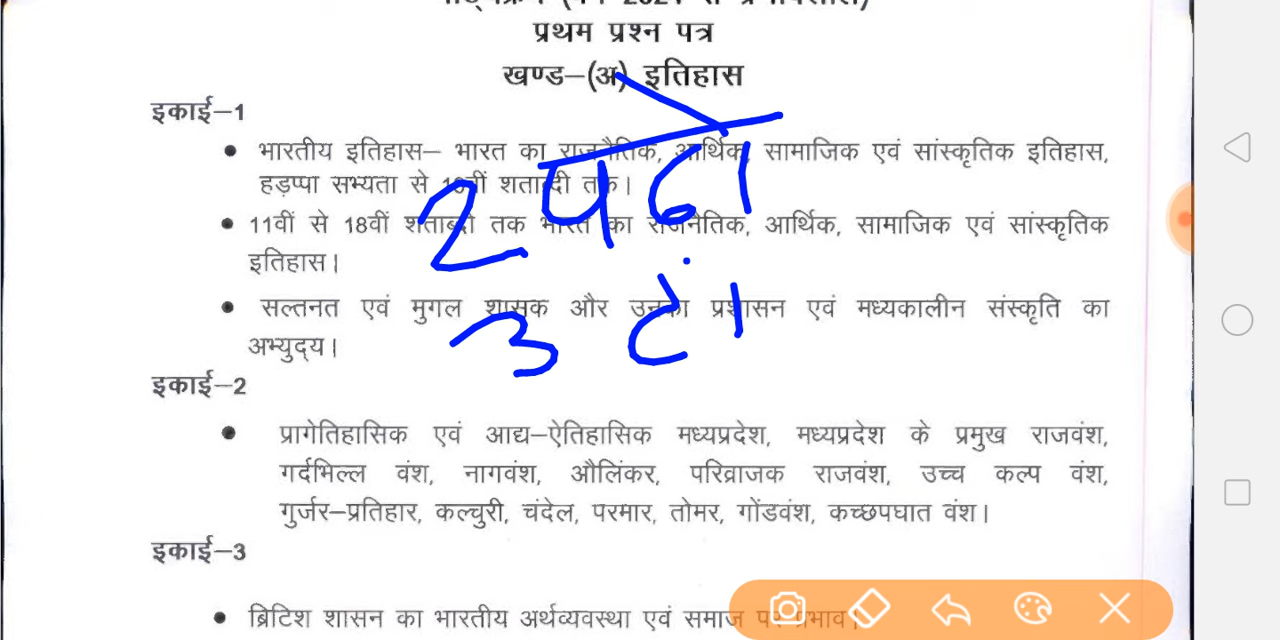 प्रथम प्रश्न पत्र
खण्ड–(अ) इतिहास
इकाई–1
• भारतीय इतिहास– भारत का राजनैतिक, आर्थिक, सामाजिक एवं सांस्कृतिक इतिहास,
हड़प्पा सभ्यता से 10वीं शताब्दी तक।
• 11वीं से 18वीं शताब्दी तक भारत का राजनैतिक, आर्थिक, सामाजिक एवं सांस्कृतिक
इतिहास।
• सल्तनत एवं मुगल शासक और उनका प्रशासन एवं मध्यकालीन संस्कृति का
अभ्युद्य।
इकाई–2
• प्रागेतिहासिक एवं आद्य–ऐतिहासिक मध्यप्रदेश, मध्यप्रदेश के प्रमुख राजवंश,
गर्दभिल्ल वंश, नागवंश, औलिंकर, परिव्राजक राजवंश, उच्च कल्प वंश,
गुर्जर–प्रतिहार, कल्चुरी, चंदेल, परमार, तोमर, गोंडवंश, कच्छपघात वंश।
इकाई–3
• ब्रिटिश शासन का भारतीय अर्थव्यवस्था एवं समाज पर प्रभाव।